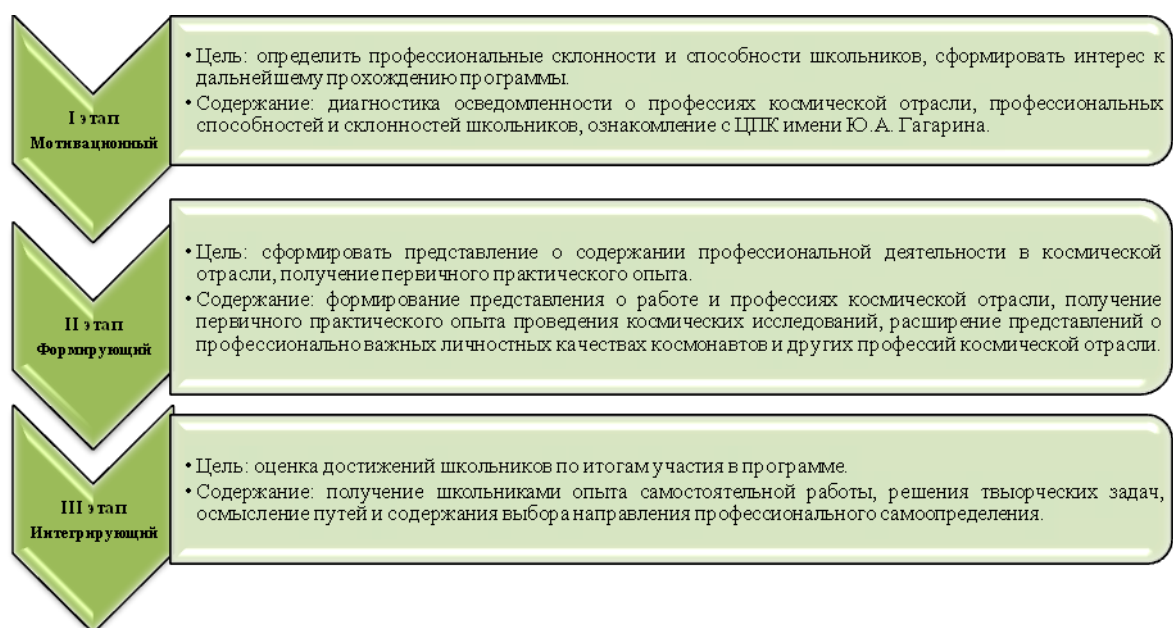 I этап
Мотивационный
• Цель: определить профессиональные склонности и способности школьников, сформировать интерес к
дальнейшему прохождению программы.
• Содержание: диагностика осведомленности о профессиях космической отрасли, профессиональных
способностей и склонностей школьников, ознакомление с ЦПК имени Ю.А. Гагарина.
II этап
Формирующий
• Цель: сформировать представление о содержании профессиональной деятельности в космической
отрасли, получение первичного практического опыта.
• Содержание: формирование представления о работе и профессиях космической отрасли, получение
первичного практического опыта проведения космических исследований, расширение представлений о
профессионально важных личностных качествах космонавтов и других профессий космической отрасли.
III этап
Интегрирующий
• Цель: оценка достижений школьников по итогам участия в программе.
• Содержание: получение школьниками опыта самостоятельной работы, решения твыорческих задач,
осмысление путей и содержания выбора направления профессионального самоопределения.